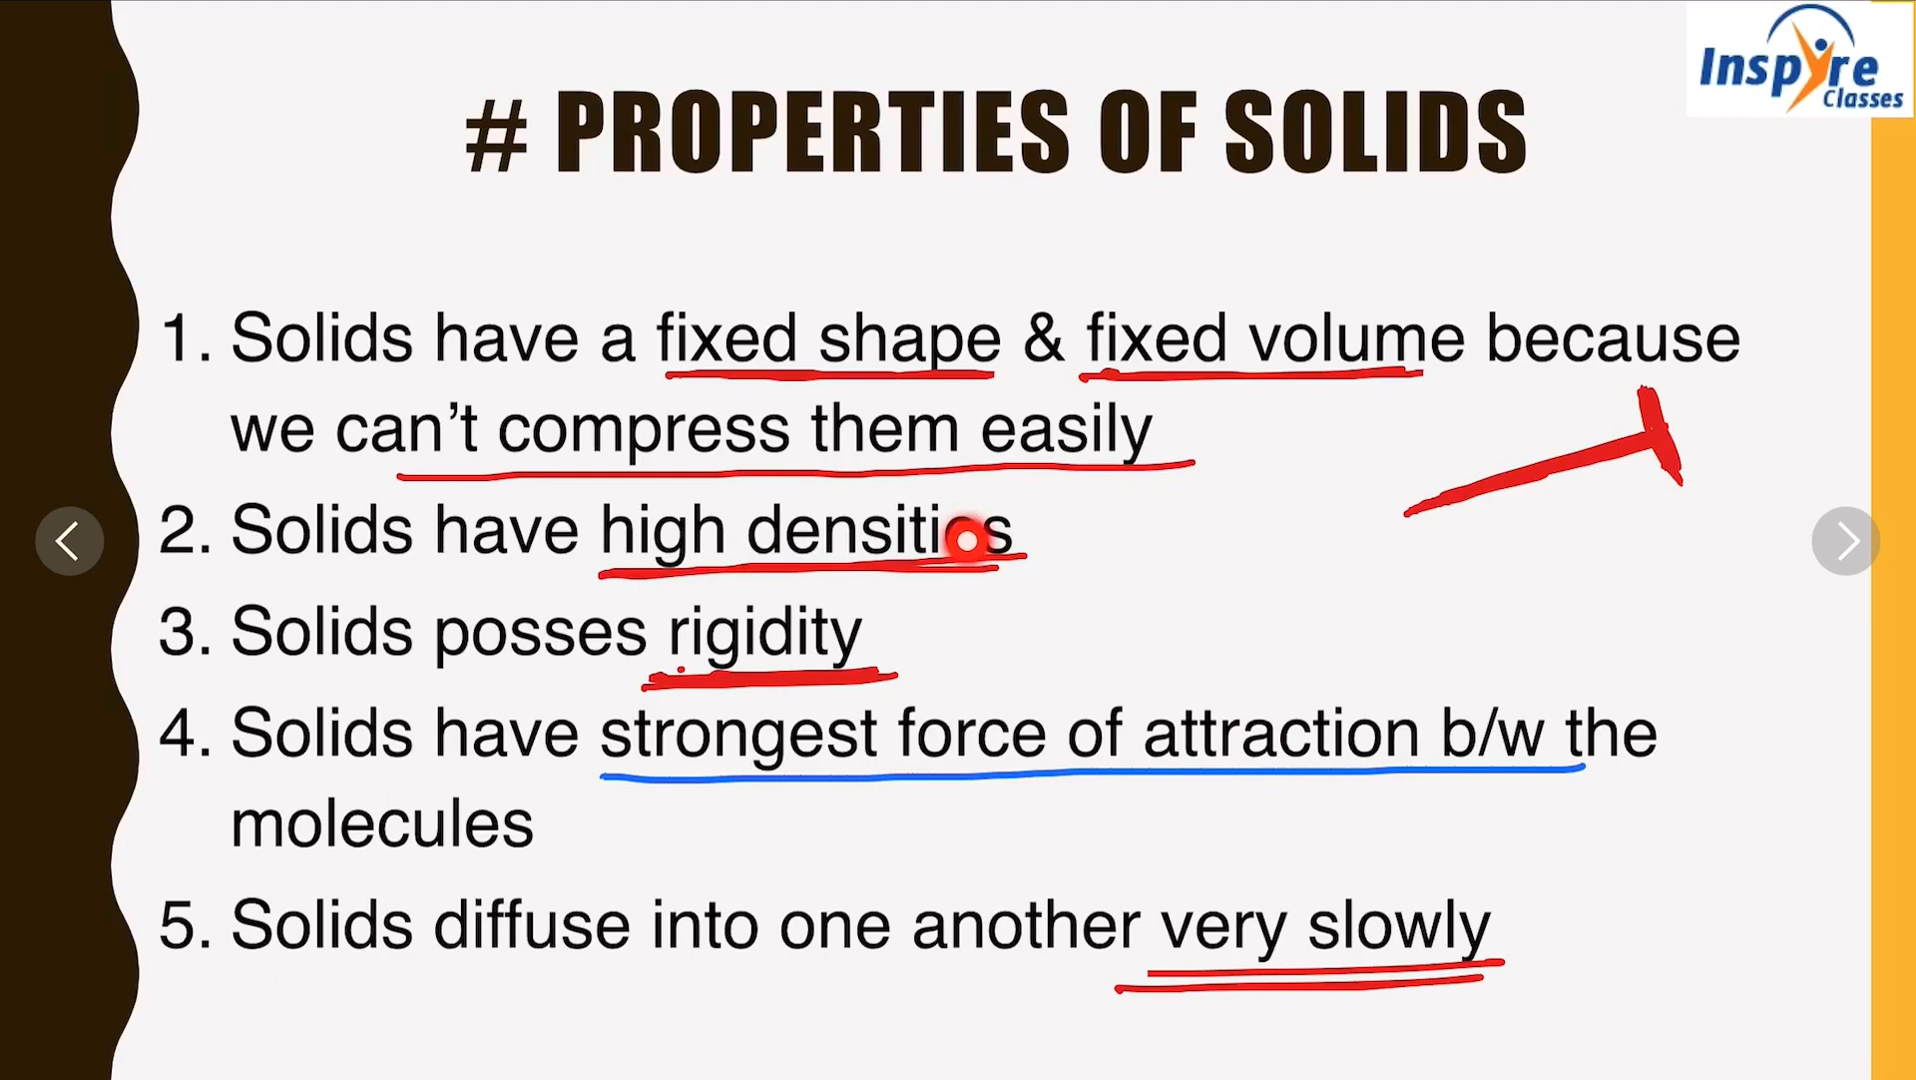 Inspyre
Classes
# PROPERTIES OF SOLIDS
1. Solids have a fixed shape & fixed volume because
we can’t compress them easily
2. Solids have high densities
3. Solids posses rigidity
4. Solids have strongest force of attraction b/w the
molecules
5. Solids diffuse into one another very slowly